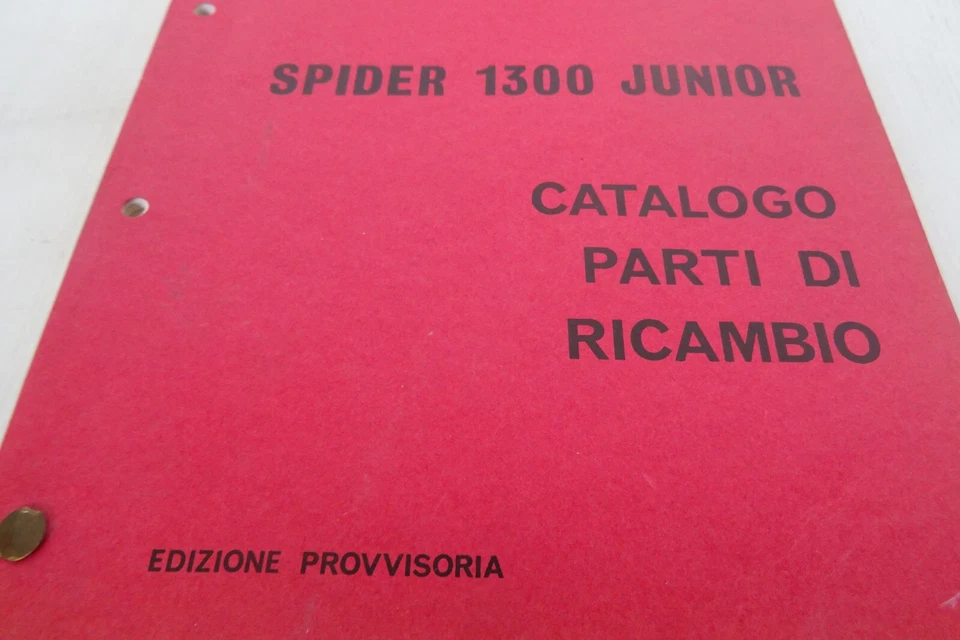 SPIDER 1300 JUNIOR
CATALOGO
PARTI DI
RICAMBIO
EDIZIONE PROVVISORIA